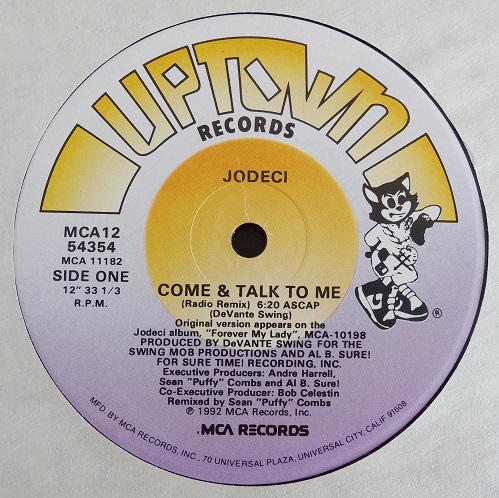 UPTOWN
RECORDS
JODECI
MCA12
54354
MCA 11182
SIDE ONE
12" 33 1/3
R.P.M.
®
COME & TALK TO ME
(Radio Remix) 6:20 ASCAP
(DeVante Swing)
Original version appears on the
Jodeci album, "Forever My Lady", MCA-10198
PRODUCED BY DeVANTE SWING FOR THE
SWING MOB PRODUCTIONS AND AL B. SURE!
FOR SURE TIME! RECORDING, INC.
Executive Producers: Andre Harrell,
Sean "Puffy" Combs and Al B. Sure!
Co-Executive Producer: Bob Celestin
Remixed by Sean "Puffy" Combs
℗ 1992 MCA Records, Inc.
.MCA RECORDS
MFD. BY MCA RECORDS, INC., 70 UNIVERSAL PLAZA, UNIVERSAL CITY, CALIF 91608